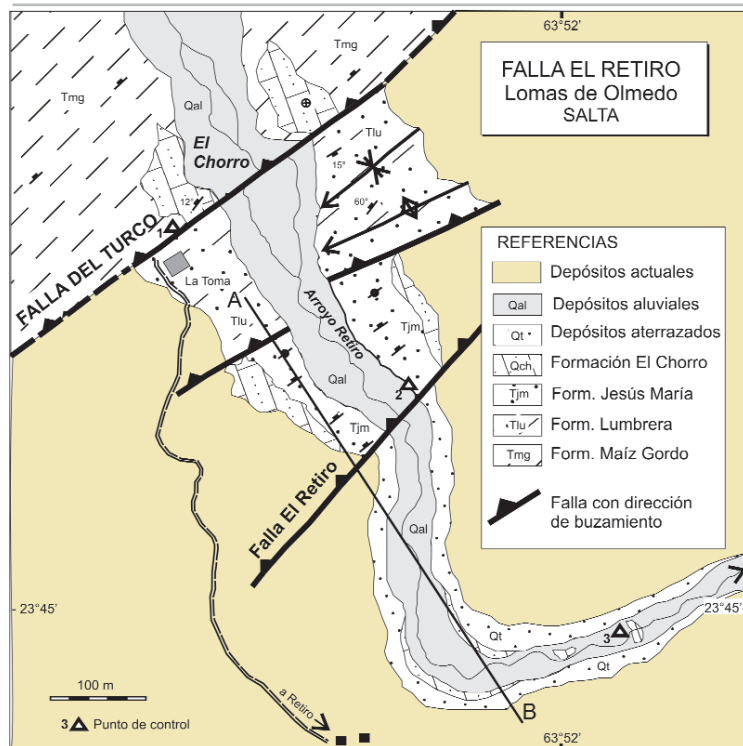 63°52'
FALLA EL RETIRO
Lomas de Olmedo
SALTA
Tmg
Tmg
Qal
El
Chorro
Tlu
15°
60°
12°
1
FALLA DEL TURCO
La Toma
A
Tlu
Arroyo Retiro
Tjm
Qal
2
Tjm
Falla El Retiro
Qal
REFERENCIAS
Depósitos actuales
Qal Depósitos aluviales
Qt Depósitos aterrazados
Qch Formación El Chorro
Tjm Form. Jesús María
Tlu Form. Lumbrera
Tmg Form. Maíz Gordo
Falla con dirección
de buzamiento
23°45'
23°45'
Qt
3
Qt
100 m
a Retiro
B
3 Punto de control
63°52'